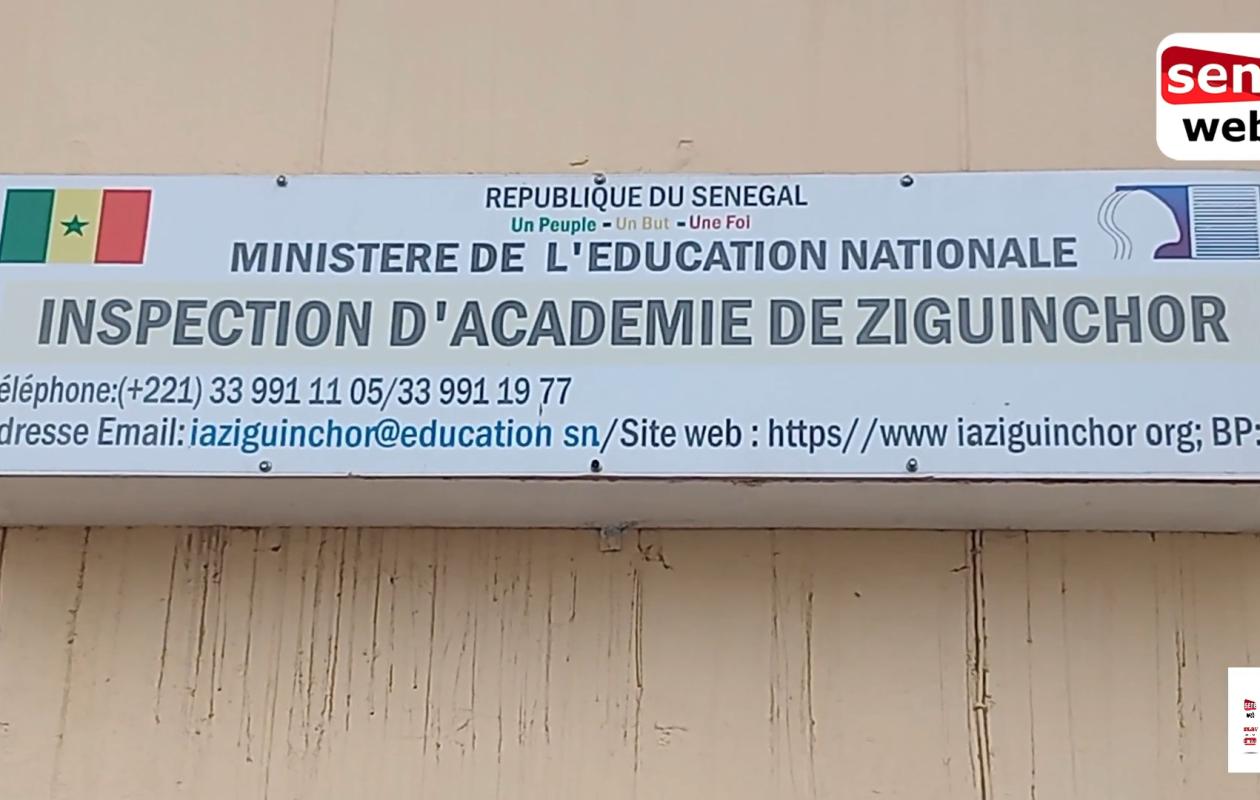 sen
web
REPUBLIQUE DU SENEGAL
Un Peuple - Un But - Une Foi
MINISTERE DE L'EDUCATION NATIONALE
INSPECTION D'ACADEMIE DE ZIGUINCHOR
éléphone:(+221) 33 991 11 05/33 991 19 77
dresse Email: iaziguinchor@education sn/Site web : https//www iaziguinchor org; BP: